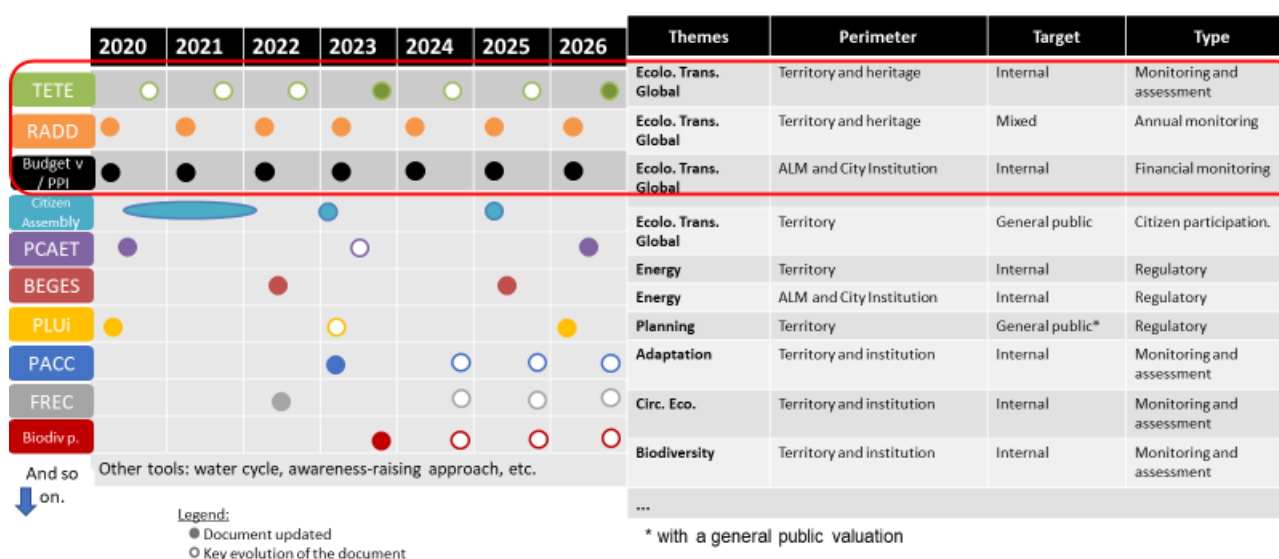 2020 2021 2022 2023 2024 2025 2026 Themes Perimeter Target Type
TETE Ecolo. Trans. Territory and heritage Internal Monitoring and
Global assessment
RADD Ecolo. Trans. Territory and heritage Mixed Annual monitoring
Global
Budget v Ecolo. Trans. ALM and City Institution Internal Financial monitoring
/ PPI Global
Citizen
Assembly Ecolo. Trans. Territory General public Citizen participation.
Global
PCAET
Energy Territory Internal Regulatory
BEGES
Energy ALM and City Institution Internal Regulatory
PLUi Planning Territory General public* Regulatory
PACC Adaptation Territory and institution Internal Monitoring and
assessment
FREC Circ. Eco. Territory and institution Internal Monitoring and
assessment
Biodiv p. Biodiversity Territory and institution Internal Monitoring and
assessment
And so
on.
Other tools: water cycle, awareness-raising approach, etc.
...
Legend:
Document updated
Key evolution of the document
* with a general public valuation